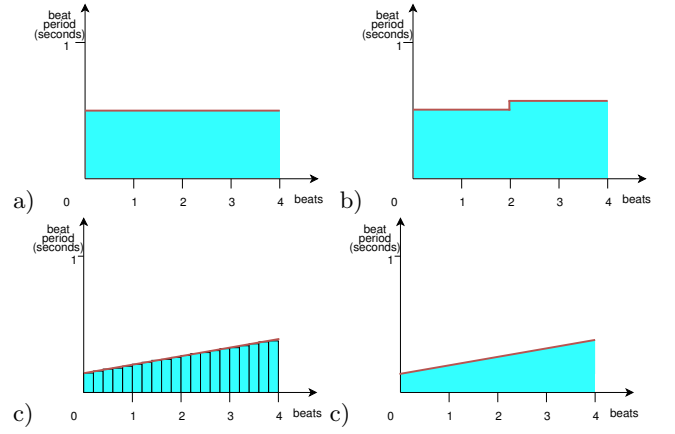 beat
period
(seconds)
1
a) 0 1 2 3 4 beats
beat
period
(seconds)
1
b) 0 1 2 3 4 beats
beat
period
(seconds)
1
c) 0 1 2 3 4 beats
beat
period
(seconds)
1
c) 0 1 2 3 4 beats